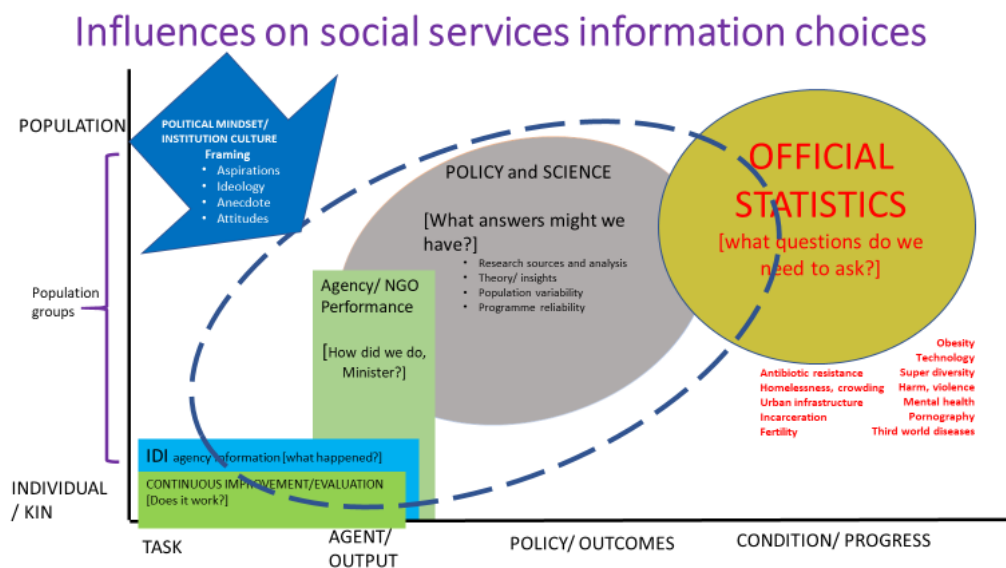 Influences on social services information choices
POPULATION
Population
groups
INDIVIDUAL
/ KIN
POLITICAL MINDSET/
INSTITUTION CULTURE
Framing
• Aspirations
• Ideology
• Anecdote
• Attitudes
POLICY and SCIENCE
[What answers might we
have?]
• Research sources and analysis
• Theory/ insights
• Population variability
• Programme reliability
OFFICIAL
STATISTICS
[what questions do we
need to ask?]
Agency/ NGO
Performance
[How did we do,
Minister?]
IDI agency information [what happened?]
CONTINUOUS IMPROVEMENT/EVALUATION
[Does it work?]
Obesity
Technology
Antibiotic resistance Super diversity
Homelessness, crowding Harm, violence
Urban infrastructure Mental health
Incarceration Pornography
Fertility Third world diseases
TASK
AGENT/
OUTPUT
POLICY/ OUTCOMES
CONDITION/ PROGRESS